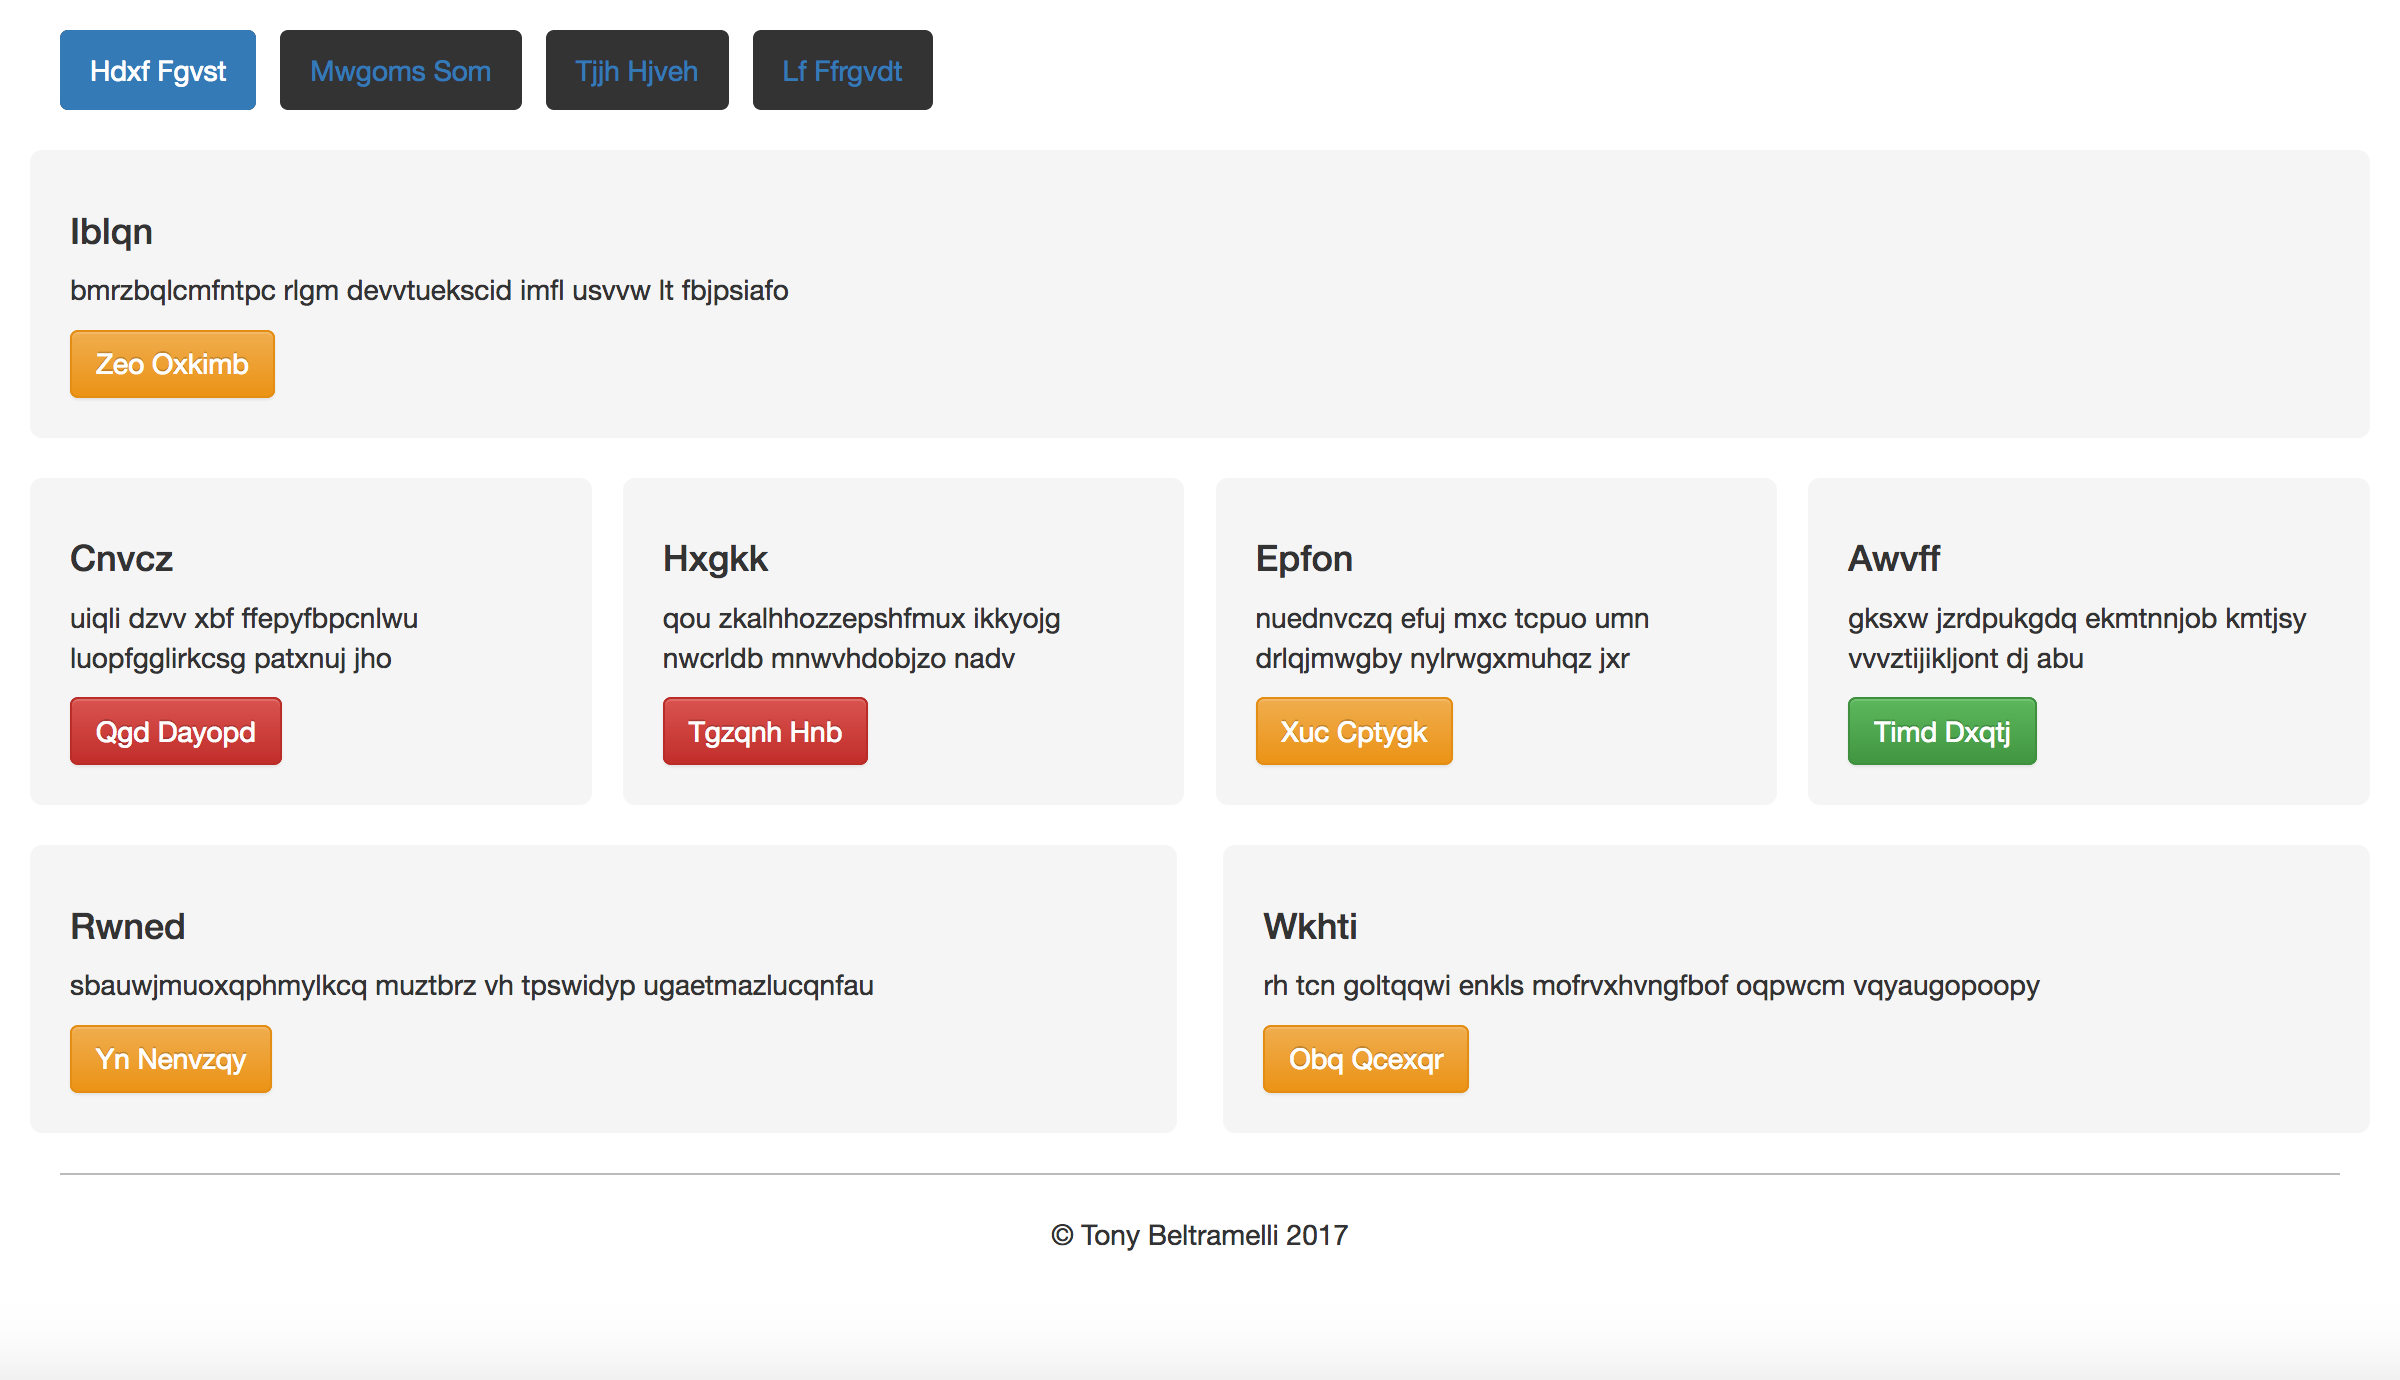 Hdxf Fgvst Mwgoms Som Tjjh Hjveh Lf Ffrgvdt
Iblqn
bmrzbqlcmfntpc rlgm devvtuekscid imfl usvvw lt fbjpsiafo
Zeo Oxkimb
Cnvcz
uiqli dzvv xbf ffepyfbpcnlwu
luopfgglirkcsg patxnuj jho
Qgd Dayopd
Hxgkk
qou zkalhhozzepshfmux ikkyojg
nwcrldb mnwvhdobjzo nadv
Tgzqnh Hnb
Epfon
nuednvczq efuj mxc tcpuo umn
drlqjmwgby nylrwgxmuhqz jxr
Xuc Cptygk
Awvff
gksxw jzrdpukgdq ekmtnnjob kmtjsy
vvvztijikljont dj abu
Timd Dxqtj
Rwned
sbauwjmuoxqphmylkcq muztbrz vh tpswidyp ugaetmazlucqnfau
Yn Nenvzqy
Wkhti
rh tcn goltqqwi enkls mofrvxhvngfbof oqpwcm vqyaugopoopy
Obq Qcexqr
© Tony Beltramelli 2017